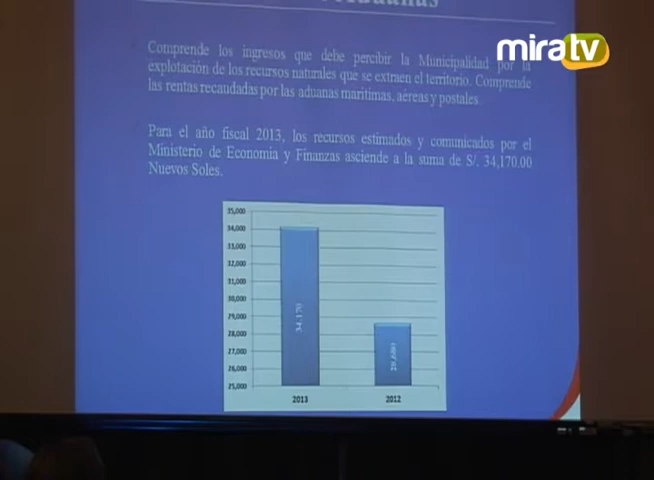 miratv
Comprende los ingresos que debe percibir la Municipalidad por la
explotación de los recursos naturales que se extraen el territorio. Comprende
las rentas recaudadas por las aduanas marítimas, aéreas y postales.
Para el año fiscal 2013, los recursos estimados y comunicados por el
Ministerio de Economía y Finanzas asciende a la suma de S/. 34,170.00
Nuevos Soles.
35,000
34,000
33,000
32,000
31,000
30,000
29,000
28,000
27,000
26,000
25,000
34,170
2013
2012